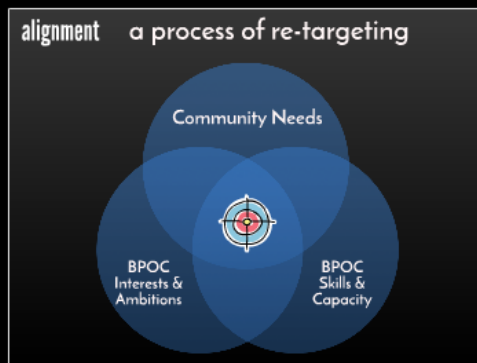 alignment a process of re-targeting
Community Needs
BPOC
Interests &
Ambitions
BPOC
Skills &
Capacity